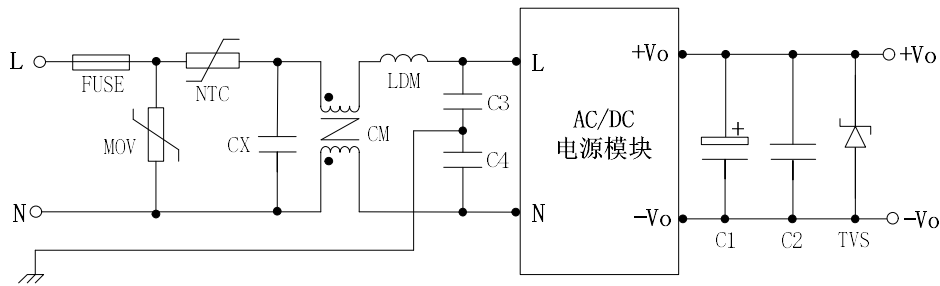 L
FUSE
NTC
MOV
CX
CM
LDM
C3
C4
N
L
N
AC/DC
电源模块
+Vo
-Vo
C1
+
C2
TVS
+Vo
-Vo